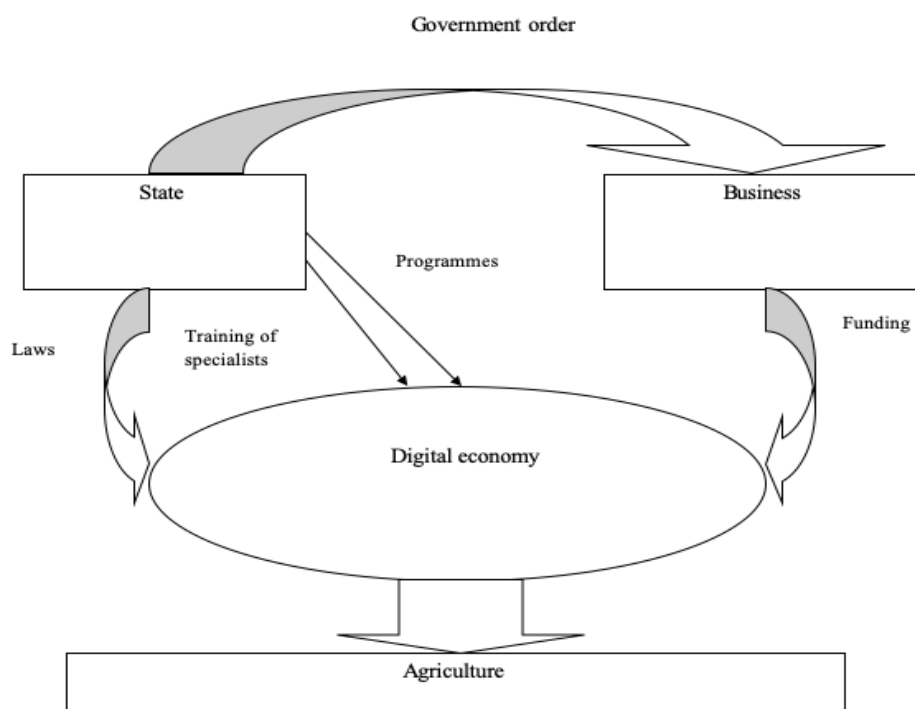 Government order
State
Business
Programmes
Funding
Laws
Training of
specialists
Digital economy
Agriculture